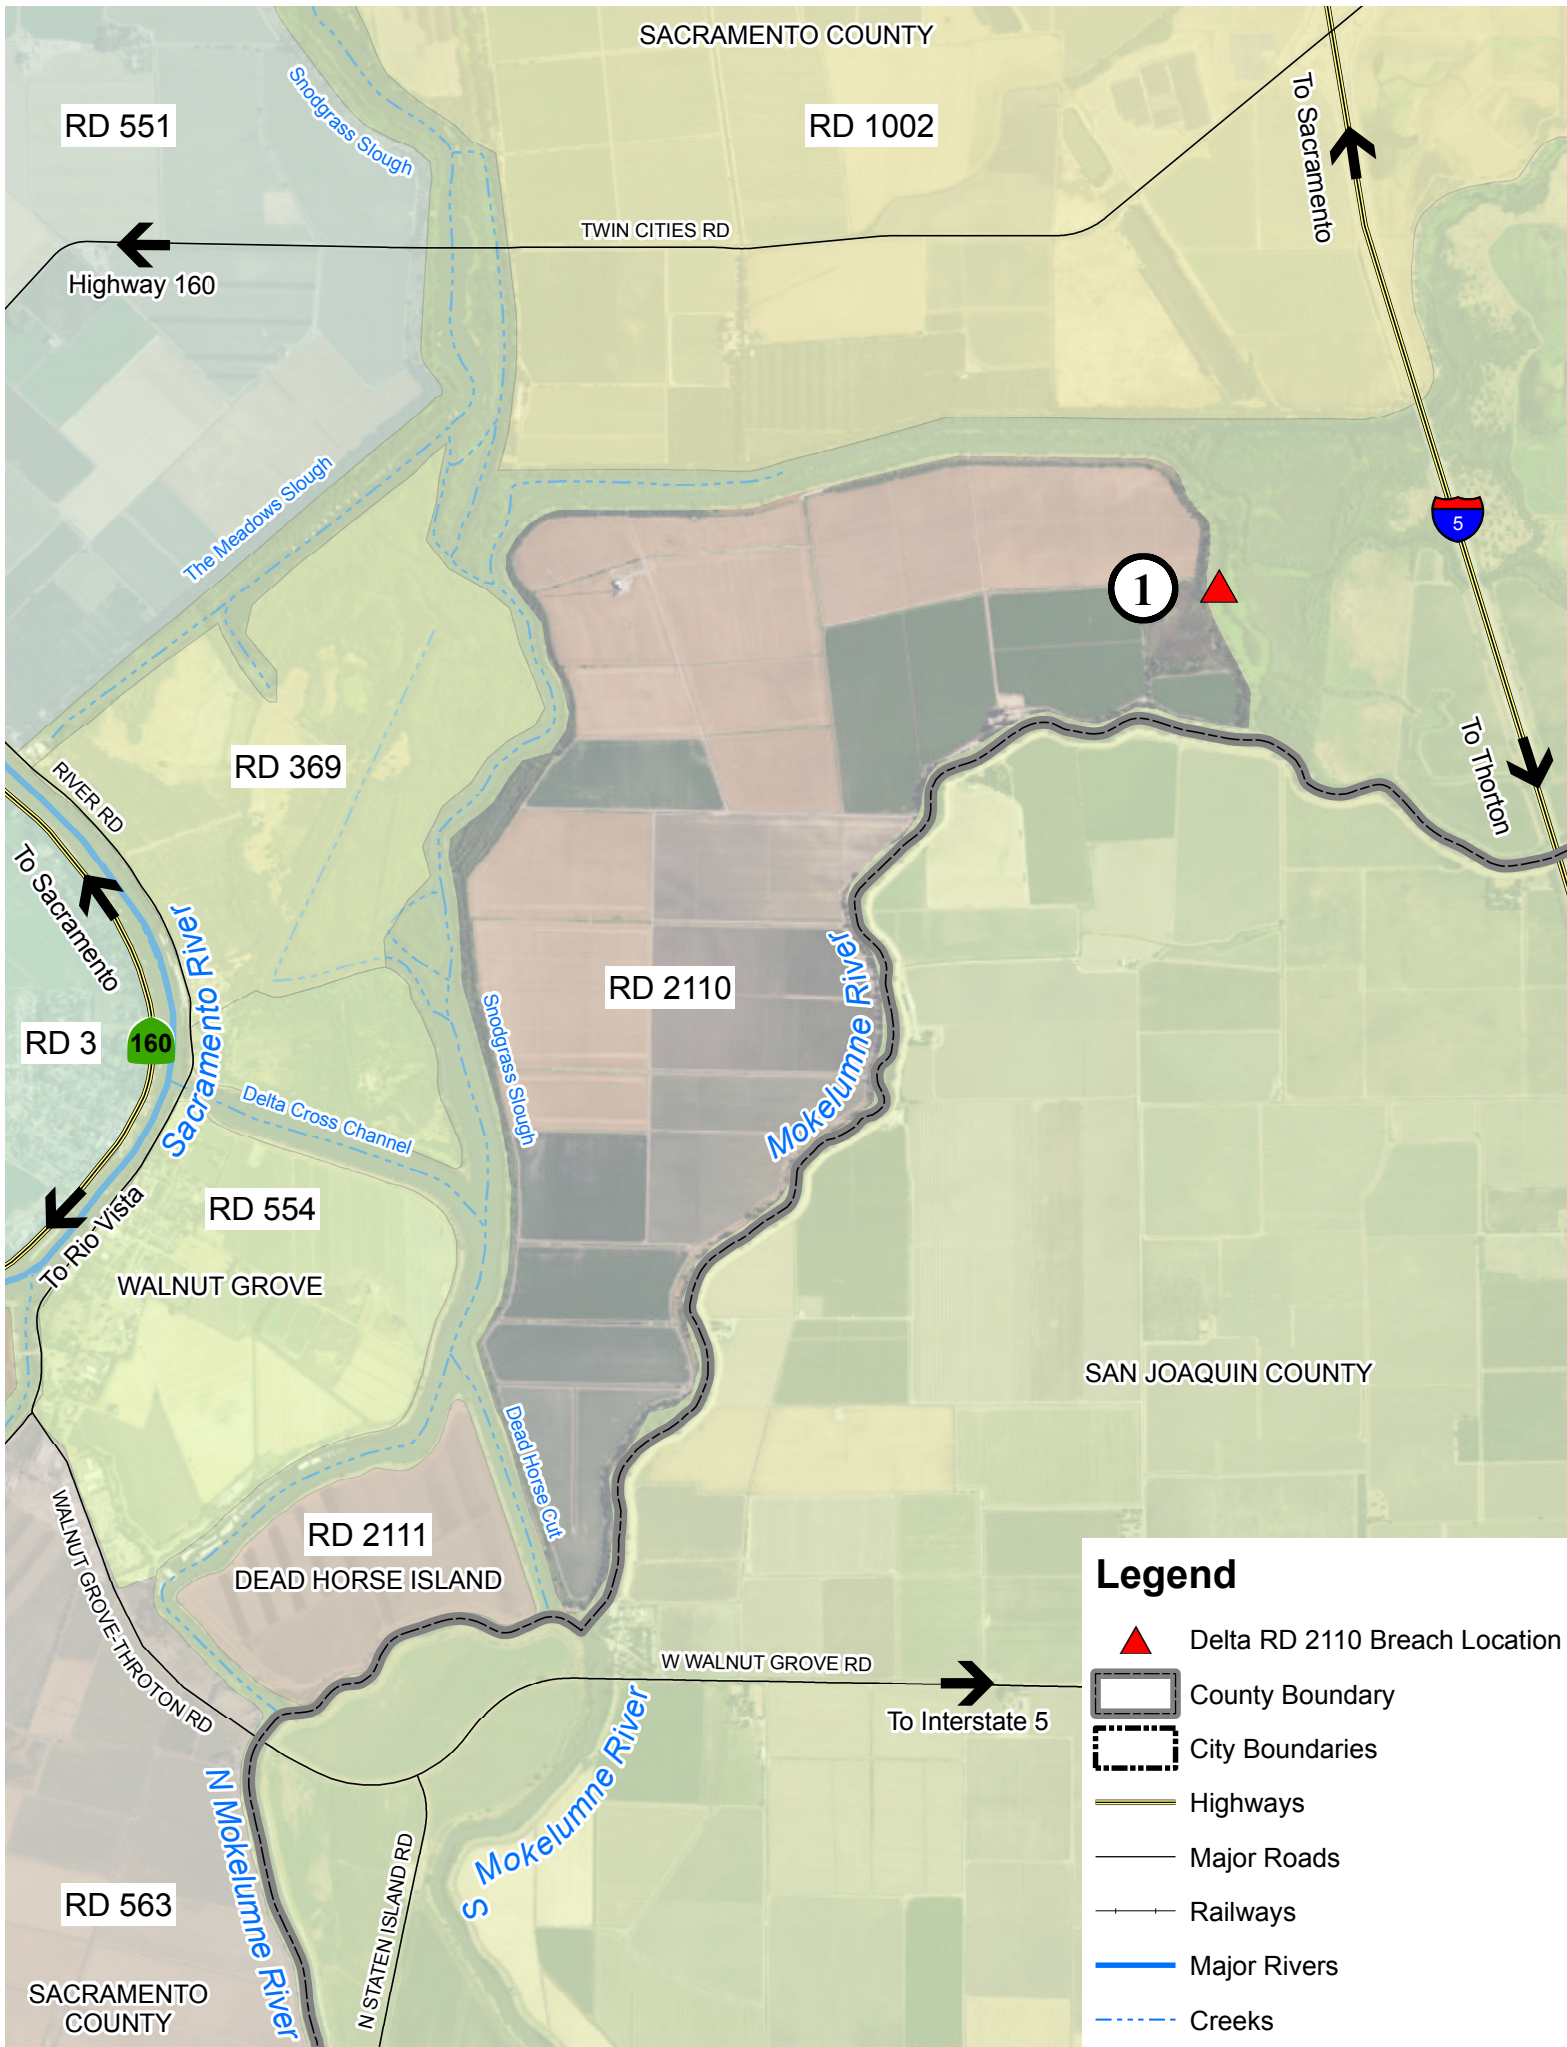 SACRAMENTO COUNTY
RD 551
Snodgrass Slough
RD 1002
To Sacramento
TWIN CITIES RD
Highway 160
The Meadows Slough
5
1
RD 369
RIVER RD
To Thorton
To Sacramento
Sacramento River
RD 3
160
RD 2110
Mokelumne River
Snodgrass Slough
Delta Cross Channel
RD 554
To Rio Vista
WALNUT GROVE
SAN JOAQUIN COUNTY
Dead Horse Cut
RD 2111
DEAD HORSE ISLAND
WALNUT GROVE-THROTON RD
W WALNUT GROVE RD
To Interstate 5
N Mokelumne River
S Mokelumne River
N STATEN ISLAND RD
RD 563
SACRAMENTO
COUNTY
Legend
Delta RD 2110 Breach Location
County Boundary
City Boundaries
Highways
Major Roads
Railways
Major Rivers
Creeks